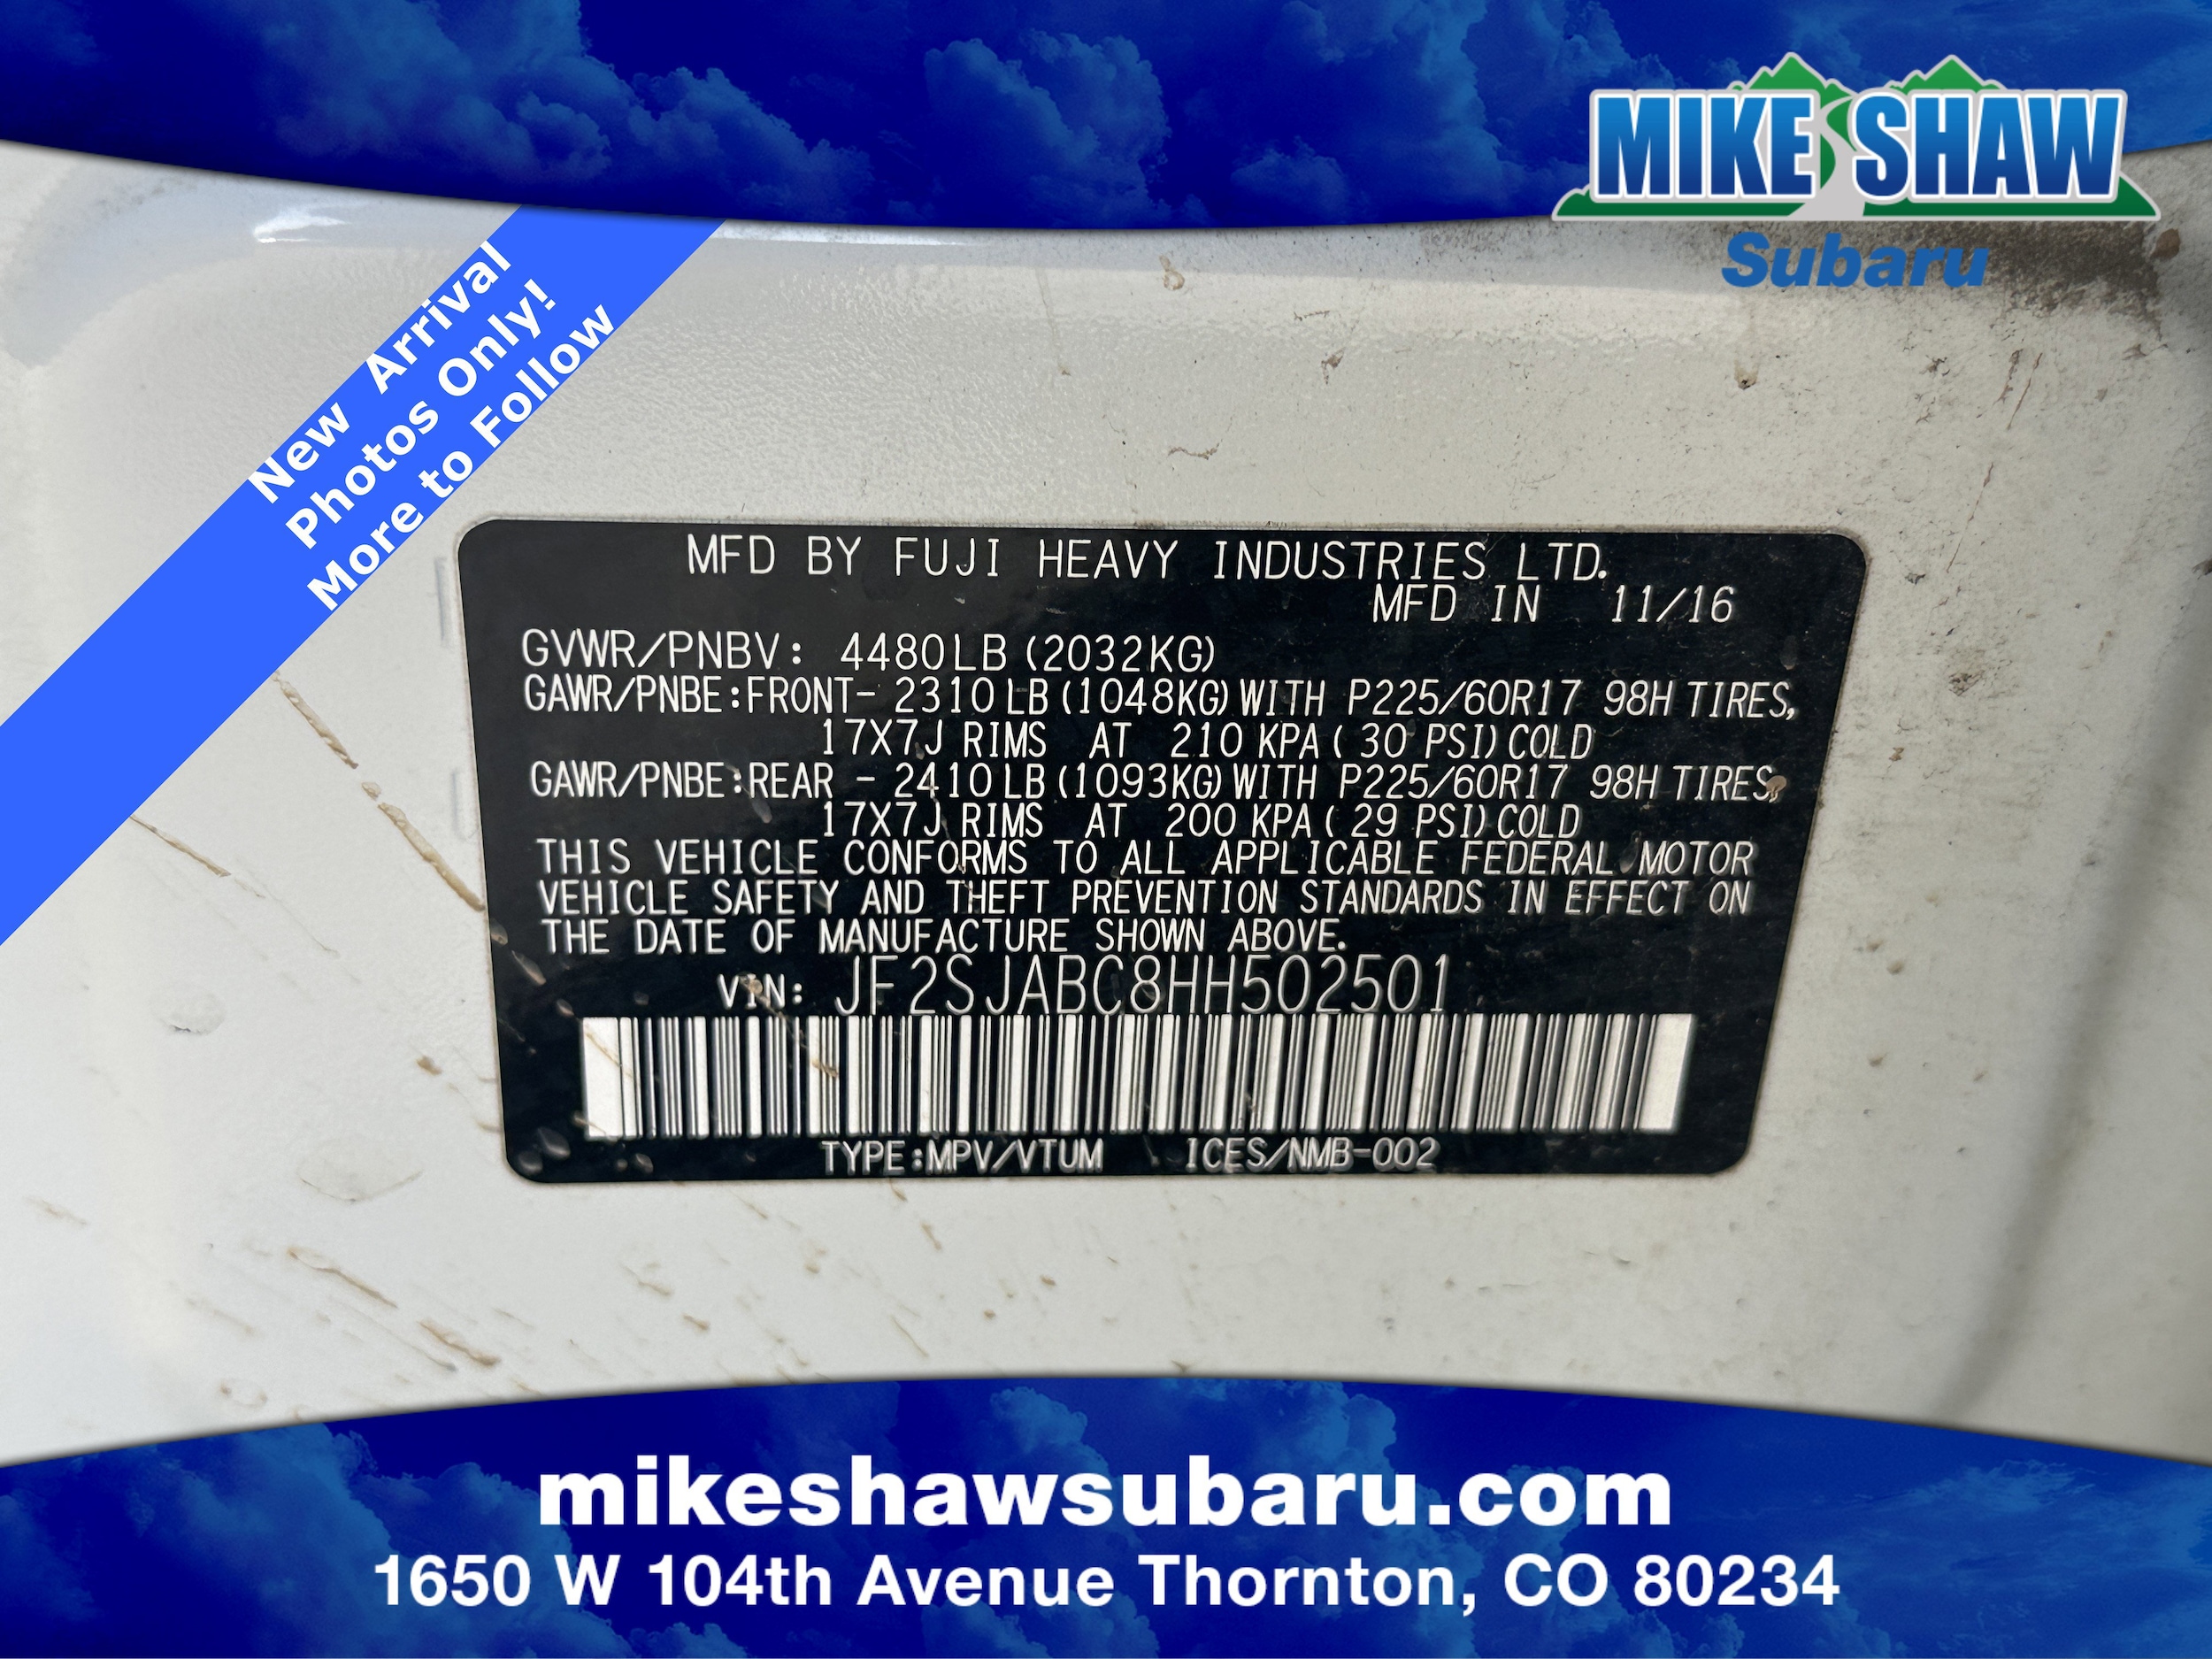 MIKE SHAW
Subaru
New Arrival
Photos Only!
More to Follow
MFD BY FUJI HEAVY INDUSTRIES LTD.
MFD IN 11/16
GVWR/PNBV: 4480LB (2032KG)
GAWR/PNBE:FRONT- 2310 LB (1048KG) WITH P225/60R17 98H TIRES,
17X7J RIMS AT 210 KPA ( 30 PSI) COLD
GAWR/PNBE:REAR - 2410 LB (1093KG) WITH P225/60R17 98H TIRES,
17X7J RIMS AT 200 KPA ( 29 PSI) COLD
THIS VEHICLE CONFORMS TO ALL APPLICABLE FEDERAL MOTOR
VEHICLE SAFETY AND THEFT PREVENTION STANDARDS IN EFFECT ON
THE DATE OF MANUFACTURE SHOWN ABOVE.
VIN: JF2SJABC8HH502501
TYPE:MPV/VTUM ICES/NMB-002
mikeshawsubaru.com
1650 W 104th Avenue Thornton, CO 80234